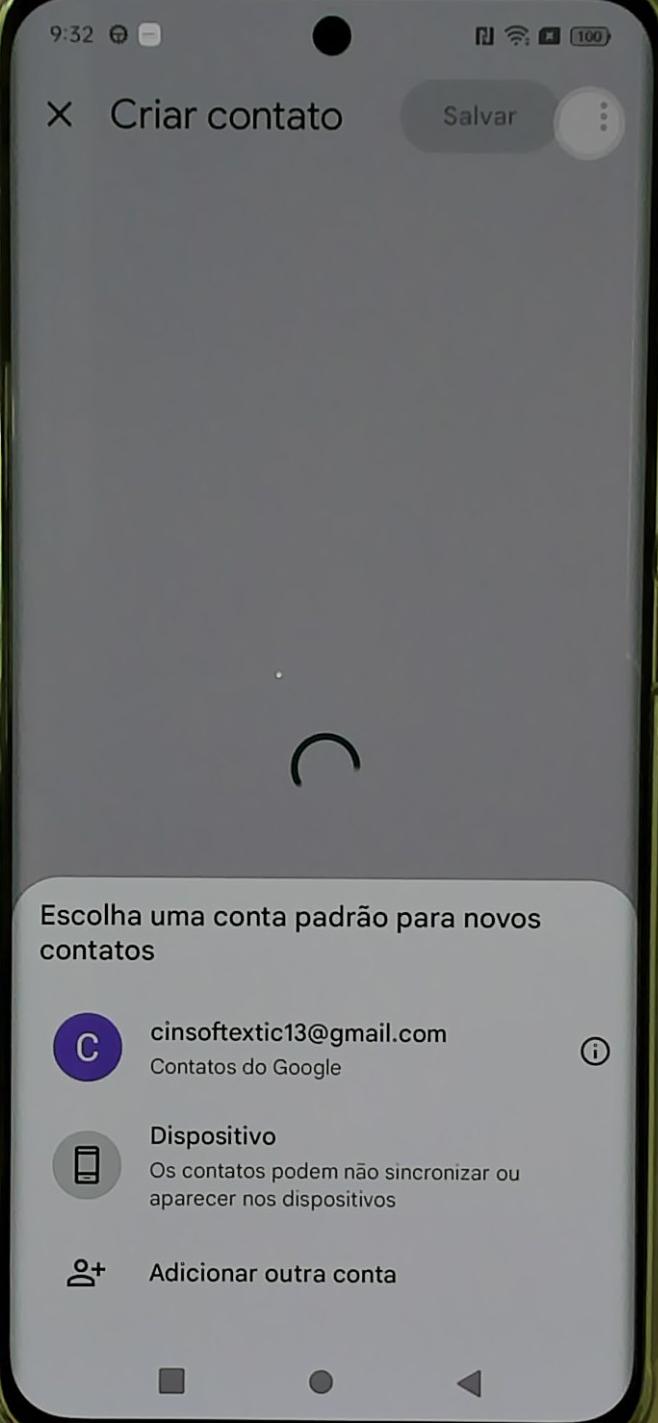 9:32
100
Criar contato
Salvar
Escolha uma conta padrão para novos
contatos
C
cinsoftextic13@gmail.com
Contatos do Google
Dispositivo
Os contatos podem não sincronizar ou
aparecer nos dispositivos
Adicionar outra conta